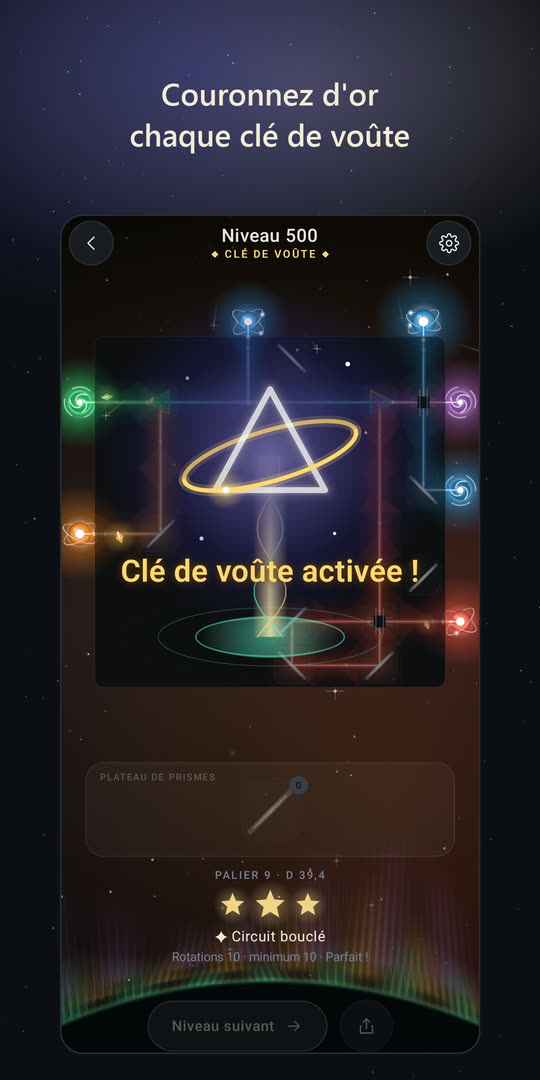 Couronnez d'or
chaque clé de voûte
Niveau 500
◆ CLÉ DE VOÛTE ◆
Clé de voûte activée !
PLATEAU DE PRISMES
0
PALIER 9 · D 39,4
Circuit bouclé
Rotations 10 · minimum 10 · Parfait !
Niveau suivant →